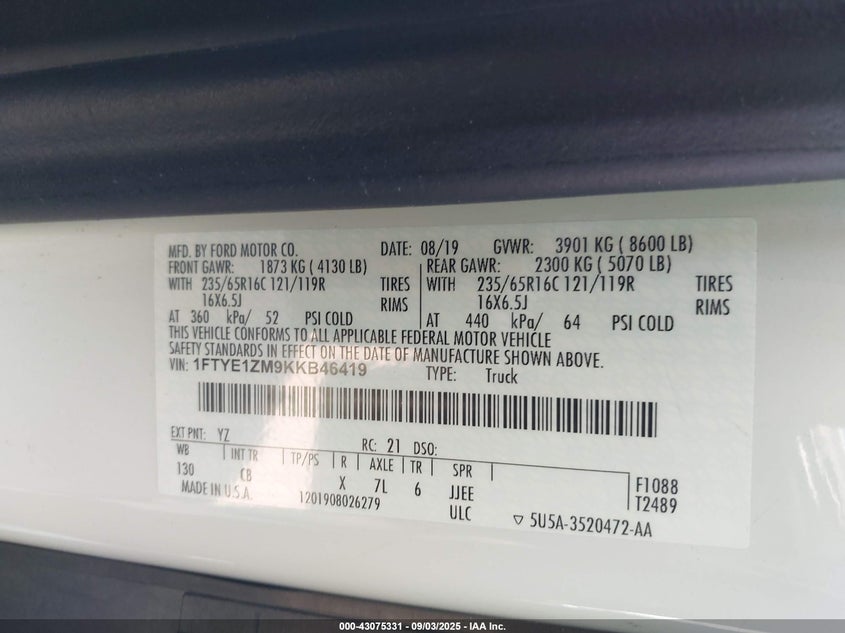 MFD. BY FORD MOTOR CO. DATE: 08/19 GVWR: 3901 KG ( 8600 LB)
FRONT GAWR: 1873 KG ( 4130 LB) REAR GAWR: 2300 KG ( 5070 LB)
WITH 235/65R16C 121/119R TIRES WITH 235/65R16C 121/119R TIRES
16X6.5J RIMS 16X6.5J RIMS
AT 360 kPa/ 52 PSI COLD AT 440 kPa/ 64 PSI COLD
THIS VEHICLE CONFORMS TO ALL APPLICABLE FEDERAL MOTOR VEHICLE
SAFETY STANDARDS IN EFFECT ON THE DATE OF MANUFACTURE SHOWN ABOVE.
VIN: 1FTYE1ZM9KKB46419 TYPE: Truck
EXT PNT: YZ RC: 21 DSO:
WB INT TR TP/PS R AXLE TR SPR
130 CB X 7L 6 JJEE F1088
MADE IN U.S.A. 1201908026279 ULC T2489
▽ 5U5A-3520472-AA
000-43075331 - 09/03/2025 - IAA Inc.